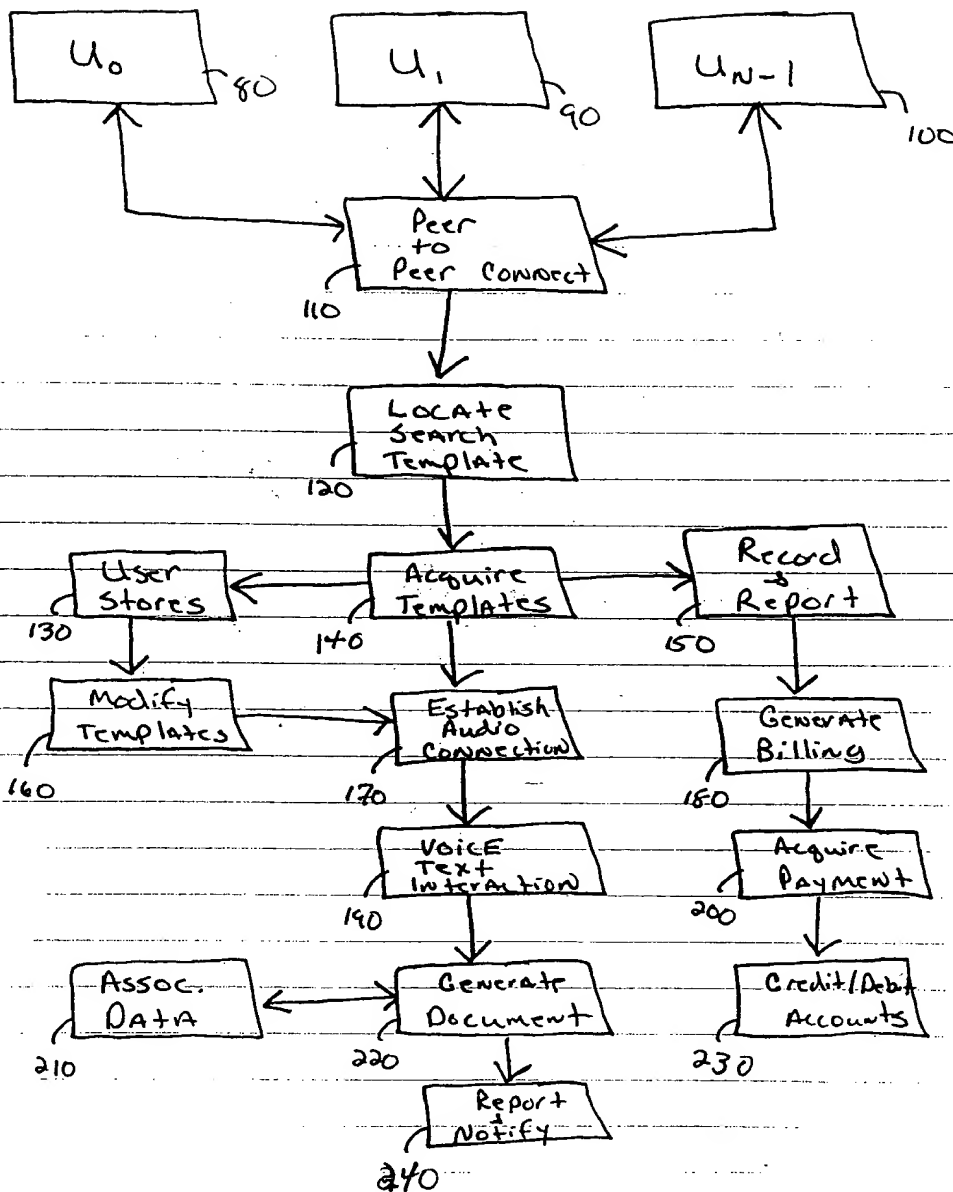 U₀
80
U₁
90
U_N-1
100
Peer
to
Peer Connect
110
Locate
Search
Template
120
User
Stores
130
Acquire
Templates
140
Record
&
Report
150
Modify
Templates
160
Establish
Audio
Connection
170
Generate
Billing
180
Voice
Text
Interaction
190
Acquire
Payment
200
Assoc.
Data
210
Generate
Document
220
Credit/Debit
Accounts
230
Report
&
Notify
240